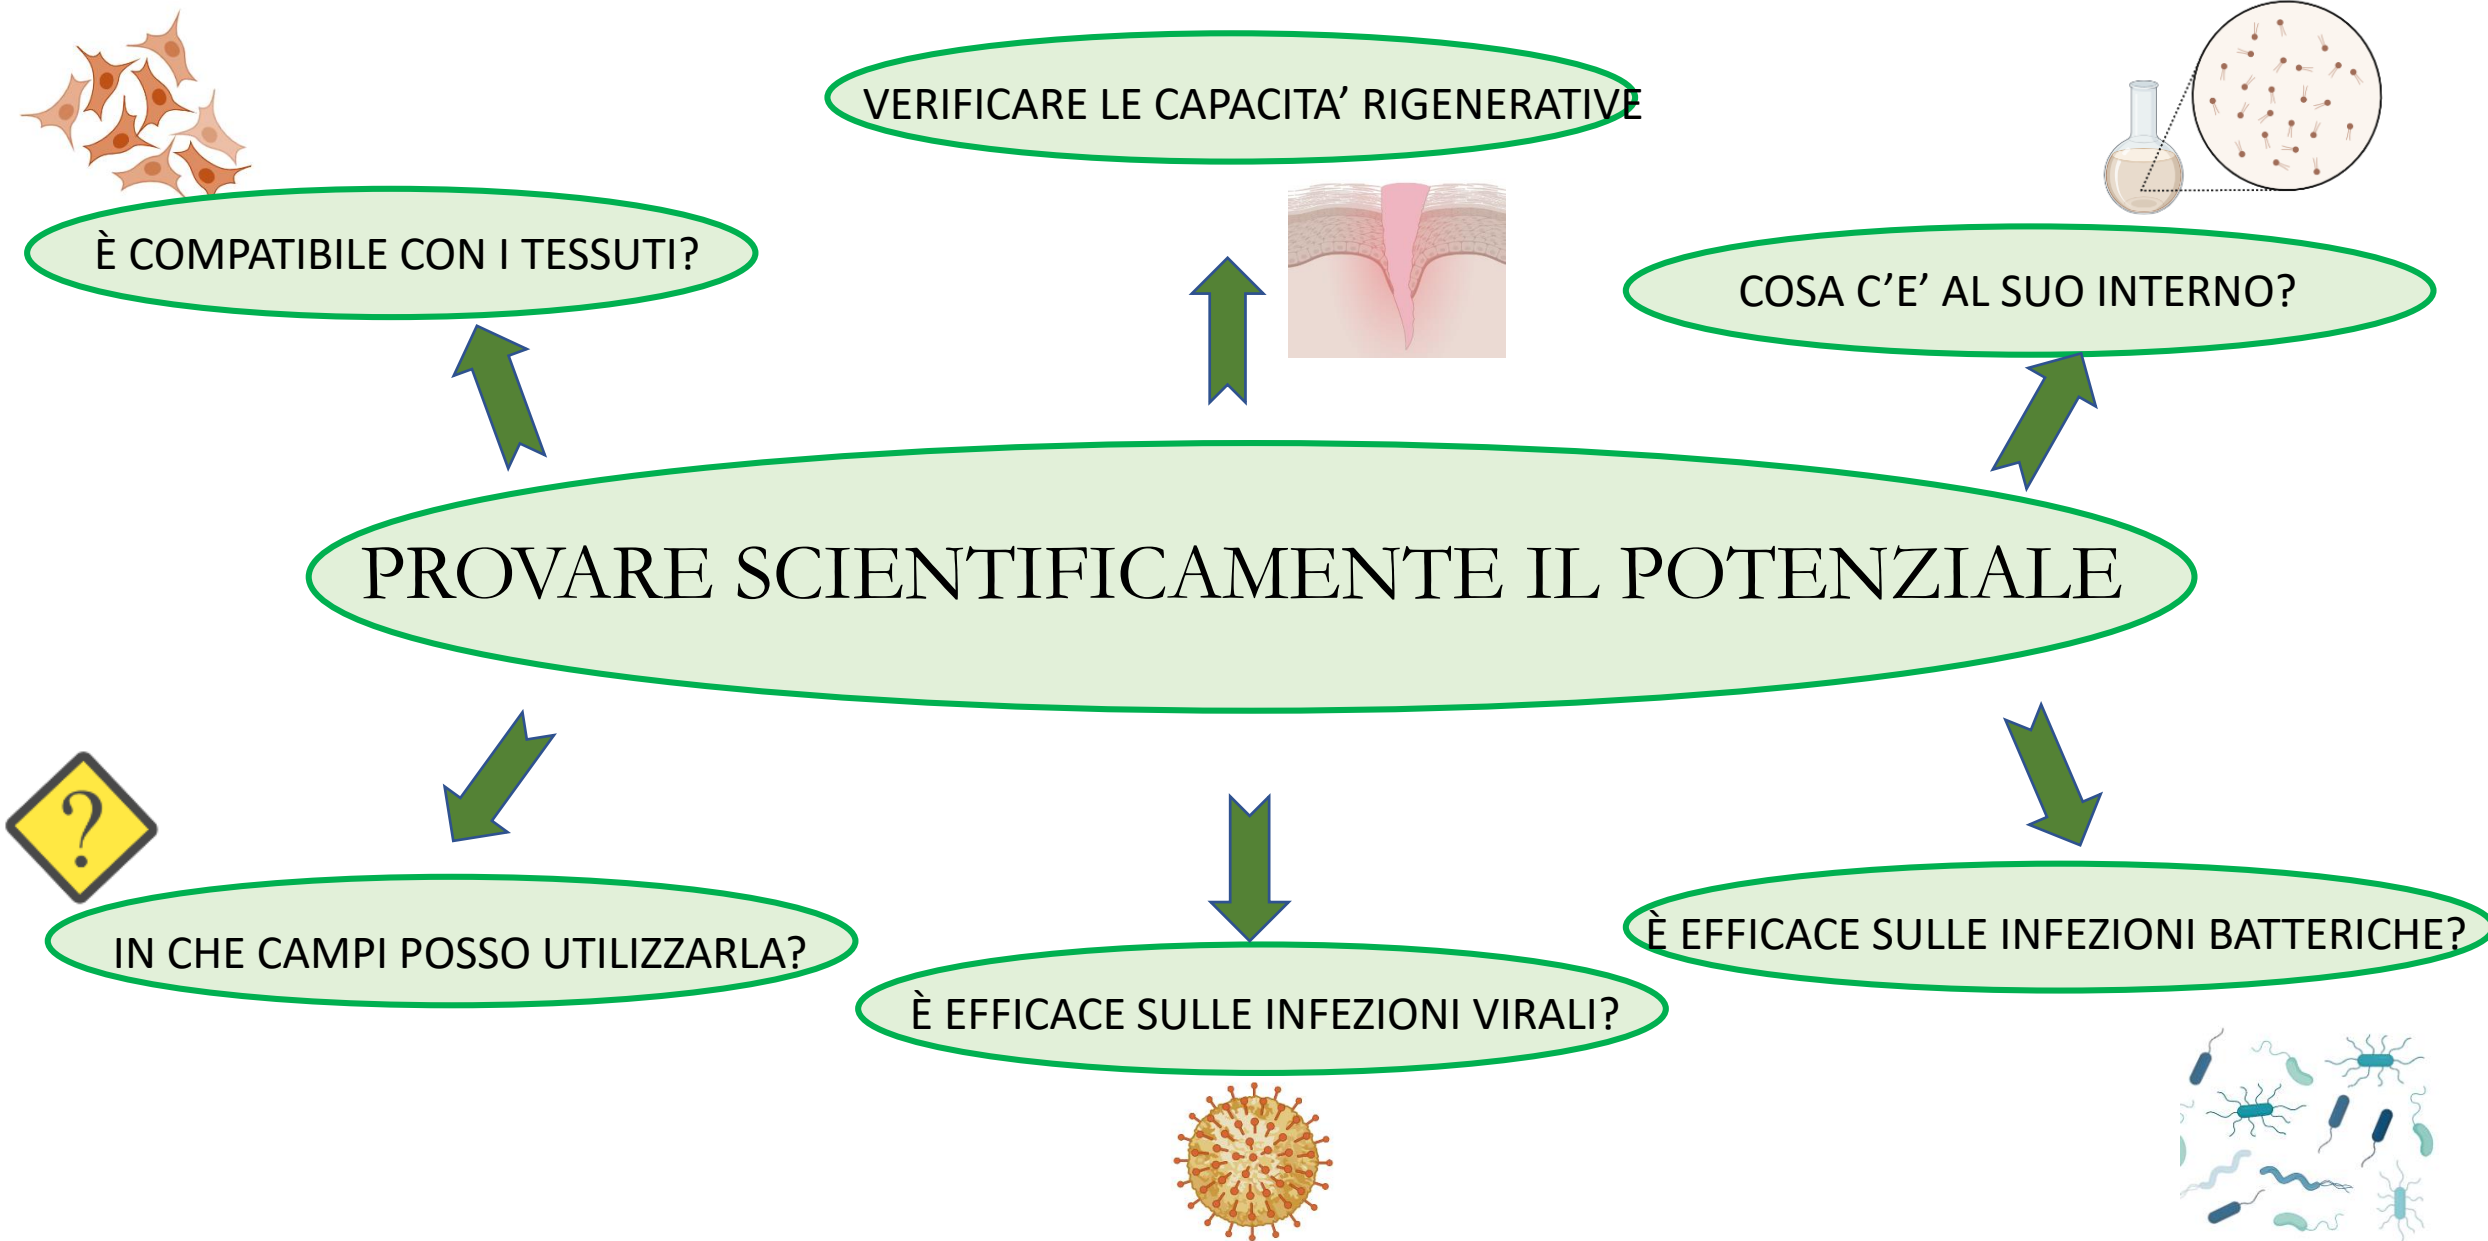 VERIFICARE LE CAPACITA’ RIGENERATIVE
È COMPATIBILE CON I TESSUTI?
COSA C’E’ AL SUO INTERNO?
PROVARE SCIENTIFICAMENTE IL POTENZIALE
?
IN CHE CAMPI POSSO UTILIZZARLA?
È EFFICACE SULLE INFEZIONI BATTERICHE?
È EFFICACE SULLE INFEZIONI VIRALI?